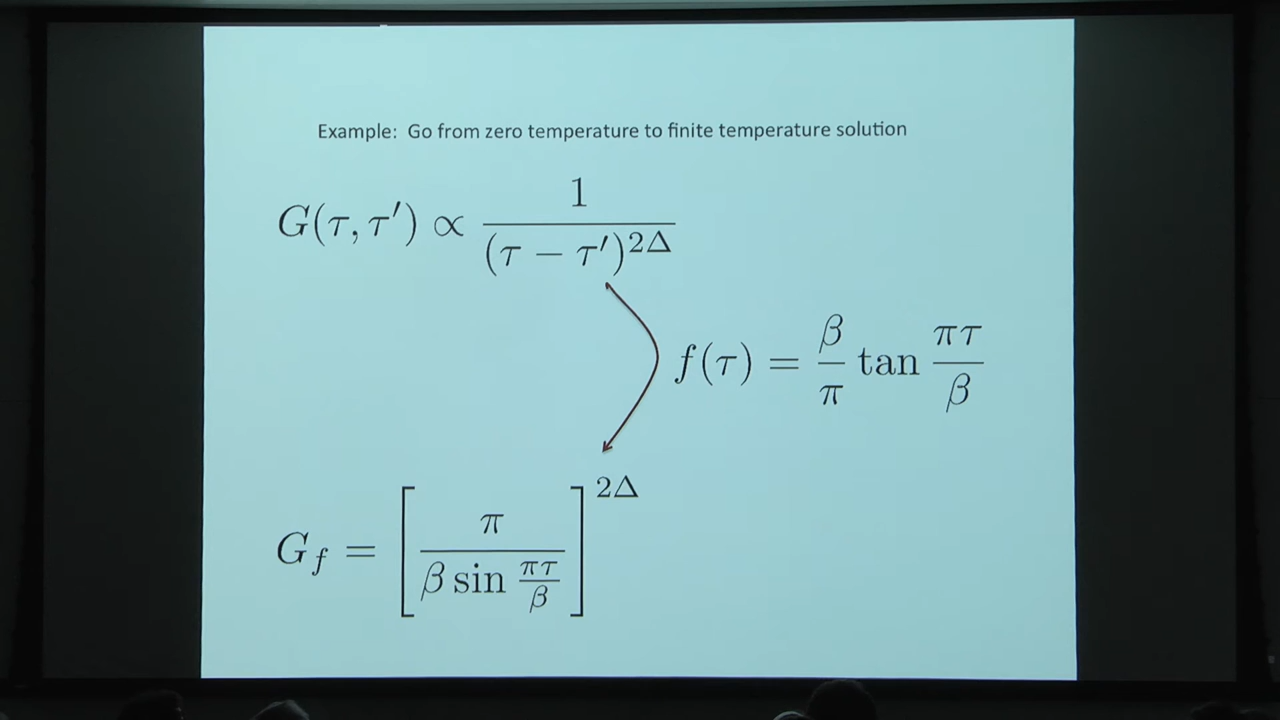 Example: Go from zero temperature to finite temperature solution
G(τ, τ′) ∝ 1 / (τ − τ′)^{2Δ}
f(τ) = β/π tan πτ/β
G_f = [ π / (β sin πτ/β) ]^{2Δ}